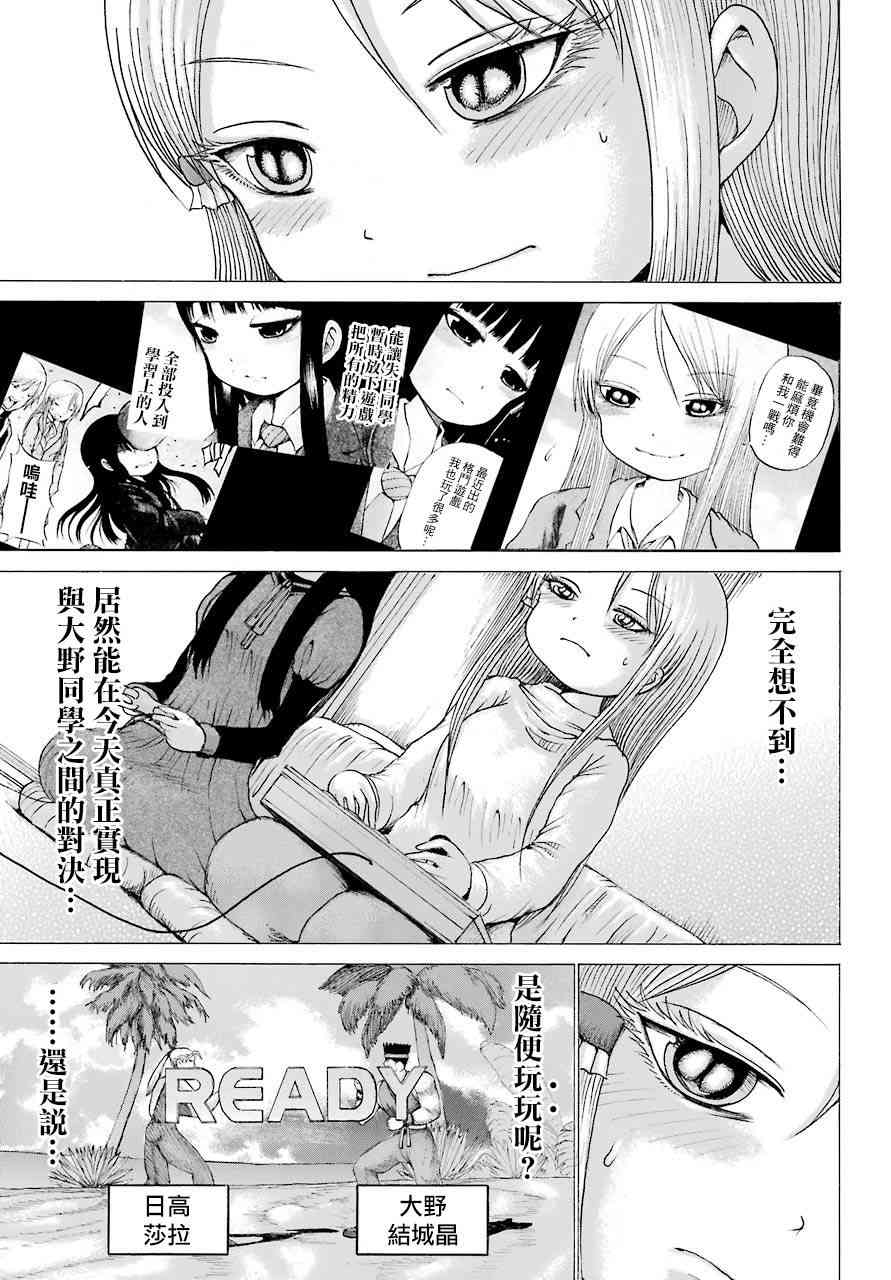 畢竟機會難得
能麻煩你
和我一戰嗎…
最近出的
格鬥遊戲
我也玩了很多呢…
能讓矢口同學
暫時放下遊戲，
把所有的精力
全部投入到
學習上的人
嗚哇——
完全想不到…
居然能在今天真正實現
與大野同學之間的對決…
是隨便玩玩呢？
……還是說…
READY
大野
結城晶
日高
莎拉